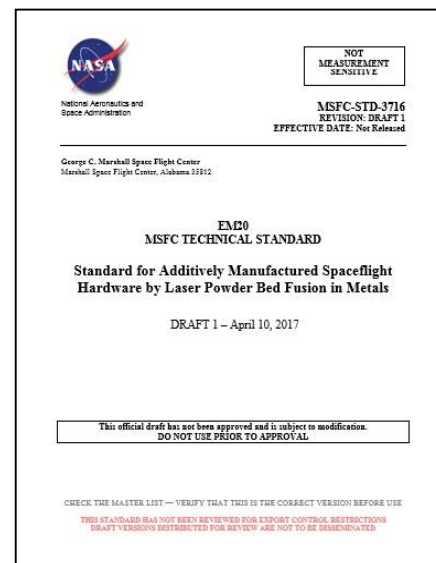 NASA
National Aeronautics and
Space Administration
NOT
MEASUREMENT
SENSITIVE
MSFC-STD-3716
REVISION: DRAFT 1
EFFECTIVE DATE: Not Released
George C. Marshall Space Flight Center
Marshall Space Flight Center, Alabama 35812
EM20
MSFC TECHNICAL STANDARD
Standard for Additively Manufactured Spaceflight
Hardware by Laser Powder Bed Fusion in Metals
DRAFT 1 – April 10, 2017
This official draft has not been approved and is subject to modification.
DO NOT USE PRIOR TO APPROVAL
CHECK THE MASTER LIST — VERIFY THAT THIS IS THE CORRECT VERSION BEFORE USE
THIS STANDARD HAS NOT BEEN REVIEWED FOR EXPORT CONTROL RESTRICTIONS
DRAFT VERSIONS DISTRIBUTED FOR REVIEW ARE NOT TO BE DISSEMINATED